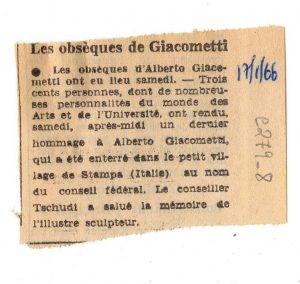 Les obsèques de Giacometti
● Les obsèques d'Alberto Giaco-
metti ont eu lieu samedi. — Trois
cents personnes, dont de nombreu-
ses personnalités du monde des
Arts et de l'Université, ont rendu,
samedi, après-midi un dernier
hommage à Alberto Giacometti,
qui a été enterré dans le petit vil-
lage de Stampa (Italie) au nom
du conseil fédéral. Le conseiller
Tschudi a salué la mémoire de
l'illustre sculpteur.
17/1/66
e279_8